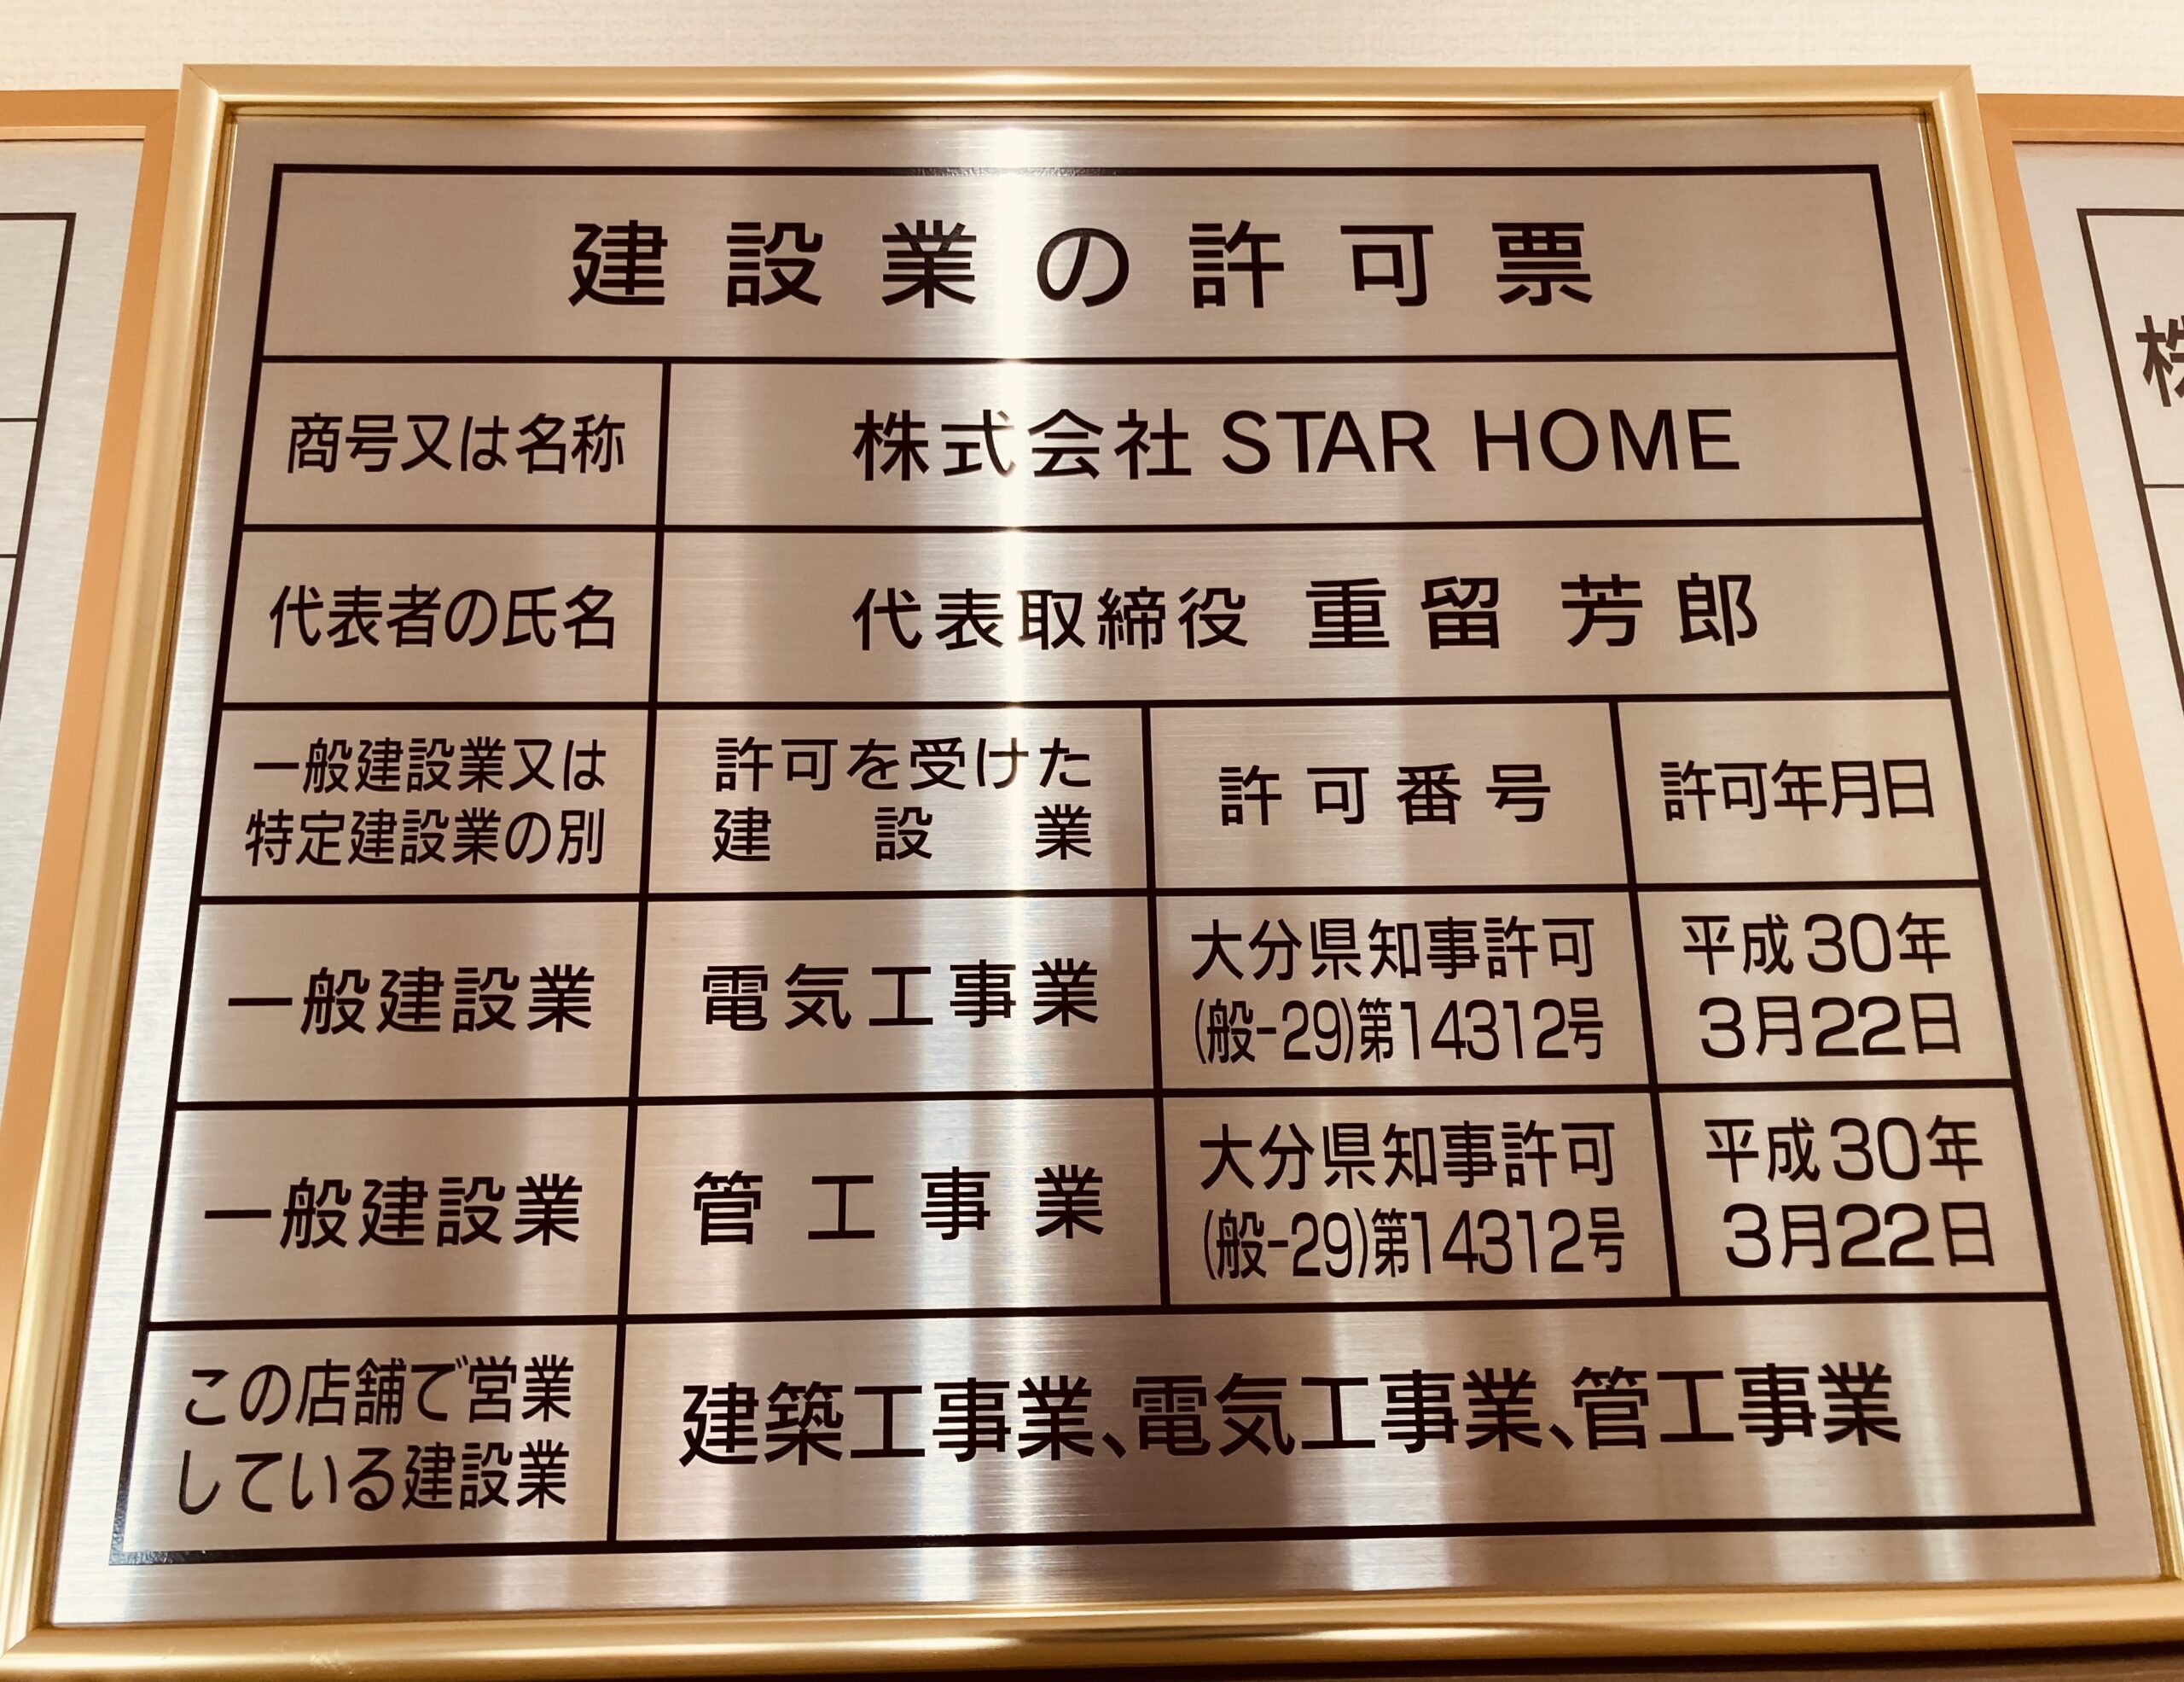 建設業の許可票
商号又は名称
株式会社 STAR HOME
代表者の氏名
代表取締役 重留 芳郎
一般建設業又は
特定建設業の別
許可を受けた
建設業
許可番号
許可年月日
一般建設業
電気工事業
大分県知事許可
(般-29)第14312号
平成30年
3月22日
一般建設業
管工事業
大分県知事許可
(般-29)第14312号
平成30年
3月22日
この店舗で営業
している建設業
建築工事業、電気工事業、管工事業
株